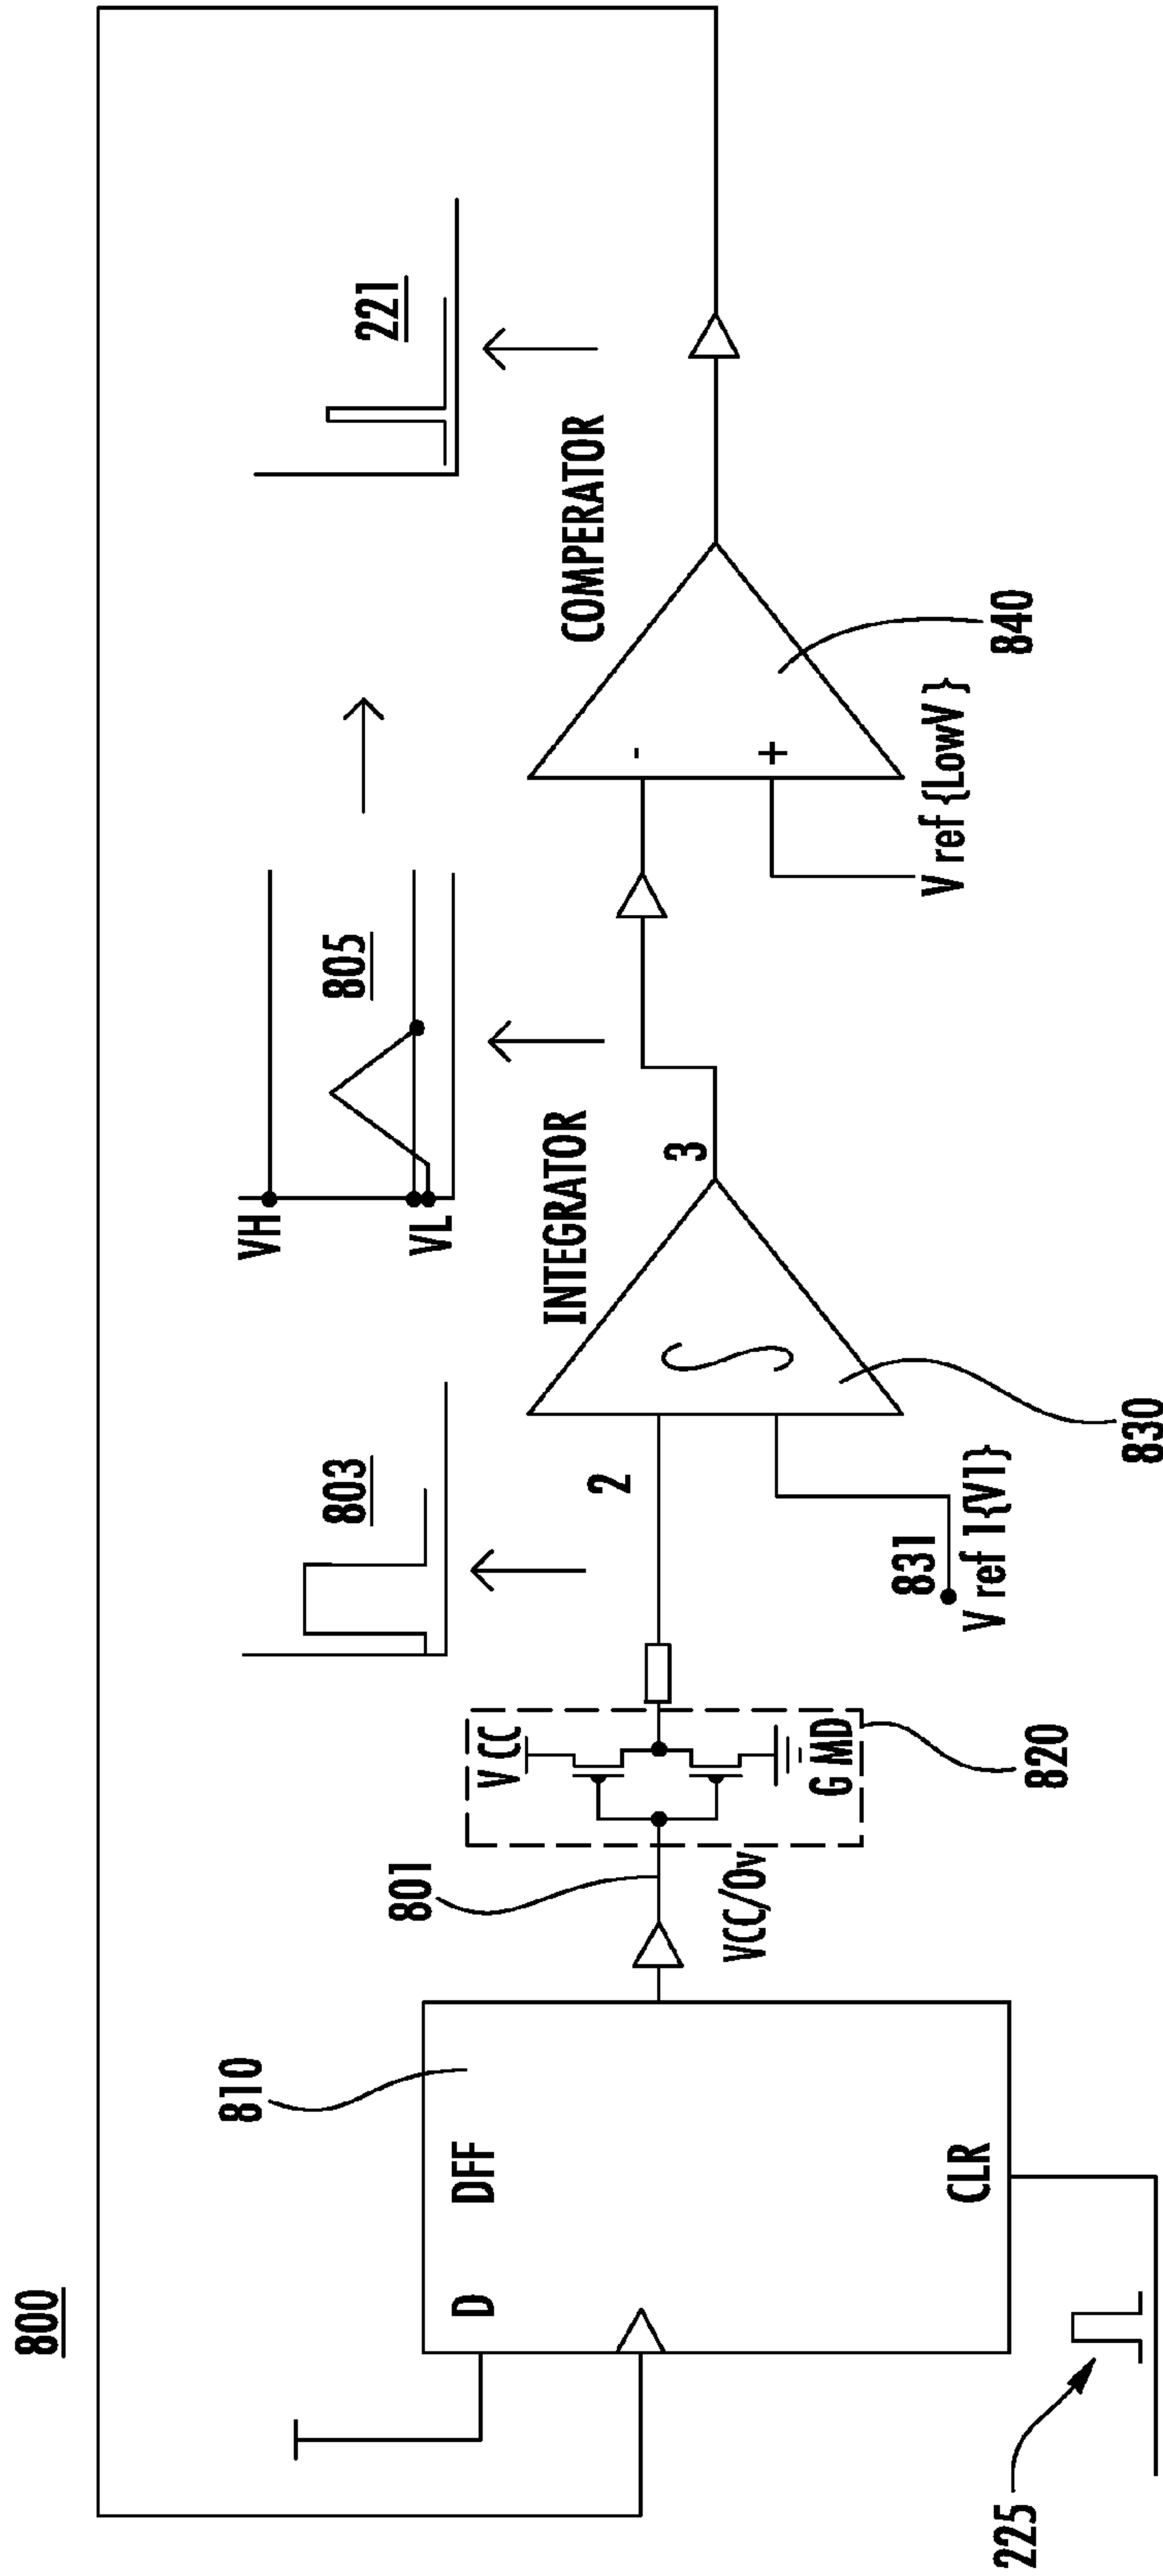 800
221
VH
805
VL
803
COMPERATOR
INTEGRATOR
3
2
-
+
840
V ref {LowV}
830
831
V ref 1{V1}
V CC
G MD
820
801
VCC/0v
810
DFF
D
CLR
225